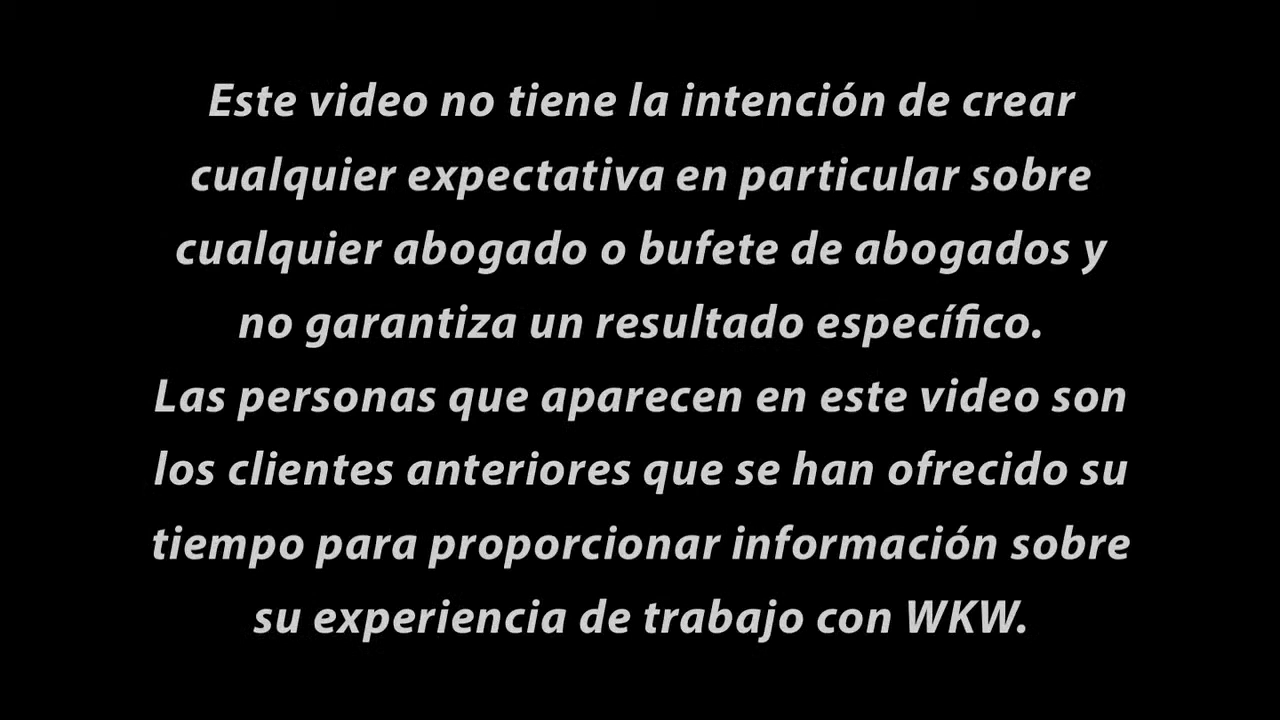 Este video no tiene la intención de crear
cualquier expectativa en particular sobre
cualquier abogado o bufete de abogados y
no garantiza un resultado específico.
Las personas que aparecen en este video son
los clientes anteriores que se han ofrecido su
tiempo para proporcionar información sobre
su experiencia de trabajo con WKW.